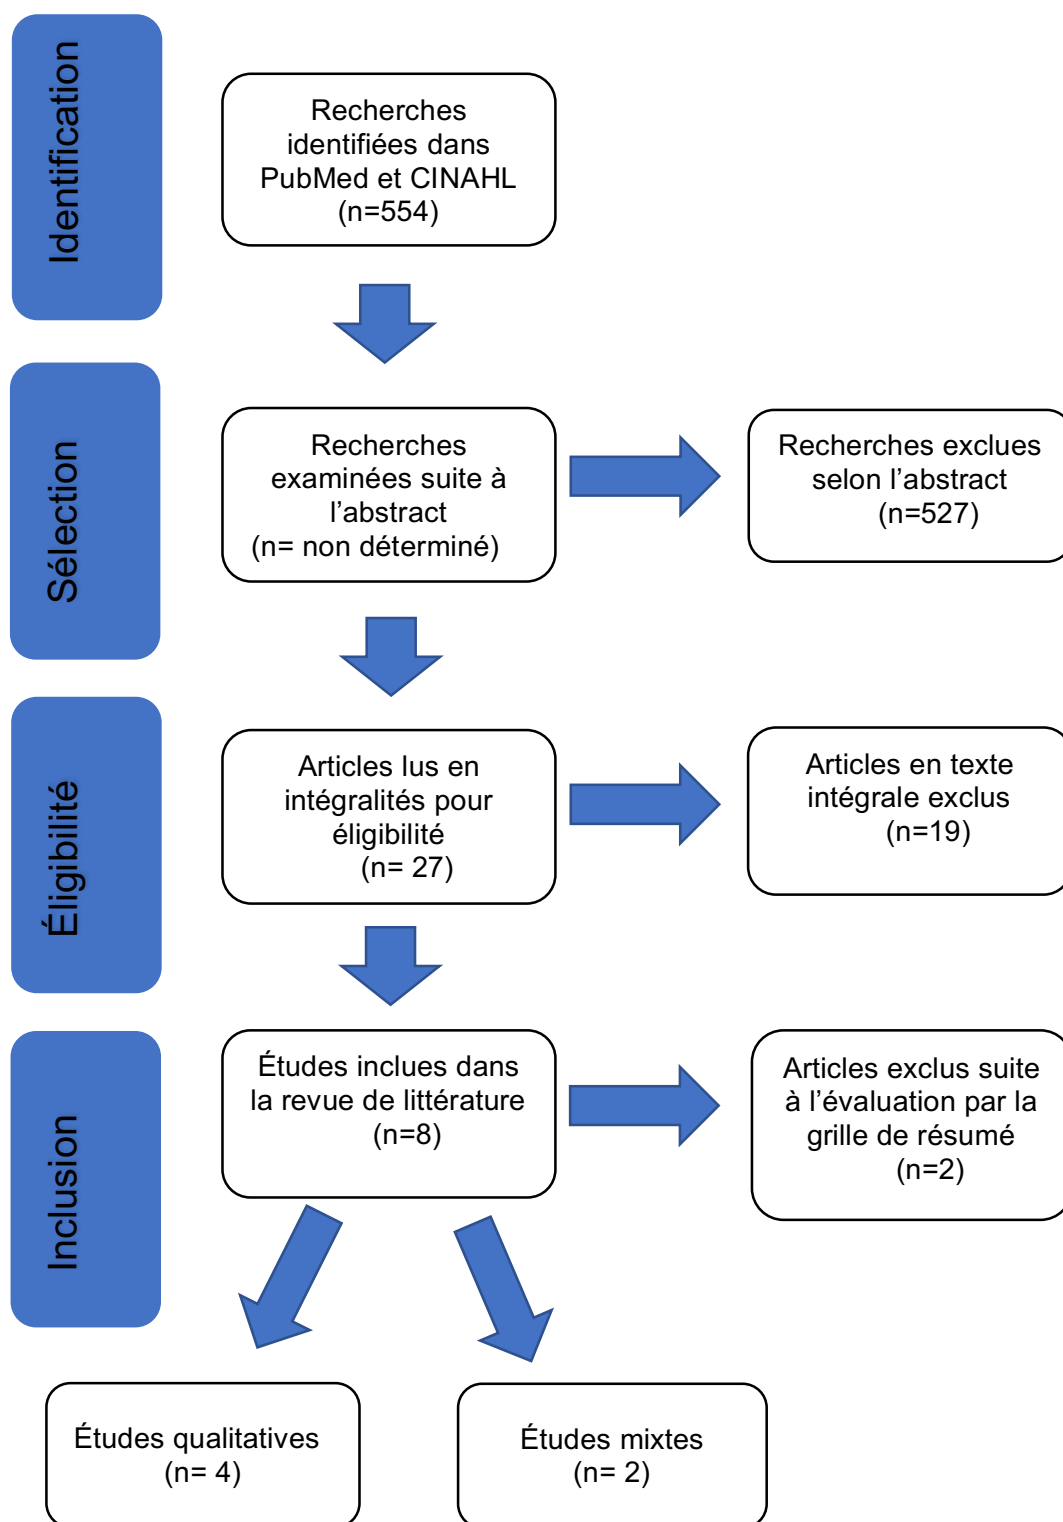 Identification
Recherches
identifiées dans
PubMed et CINAHL
(n=554)
Sélection
Recherches
examinées suite à
l’abstract
(n= non déterminé)
Recherches exclues
selon l’abstract
(n=527)
Éligibilité
Articles lus en
intégralités pour
éligibilité
(n= 27)
Articles en texte
intégrale exclus
(n=19)
Inclusion
Études inclues dans
la revue de littérature
(n=8)
Articles exclus suite
à l’évaluation par la
grille de résumé
(n=2)
Études qualitatives
(n= 4)
Études mixtes
(n= 2)